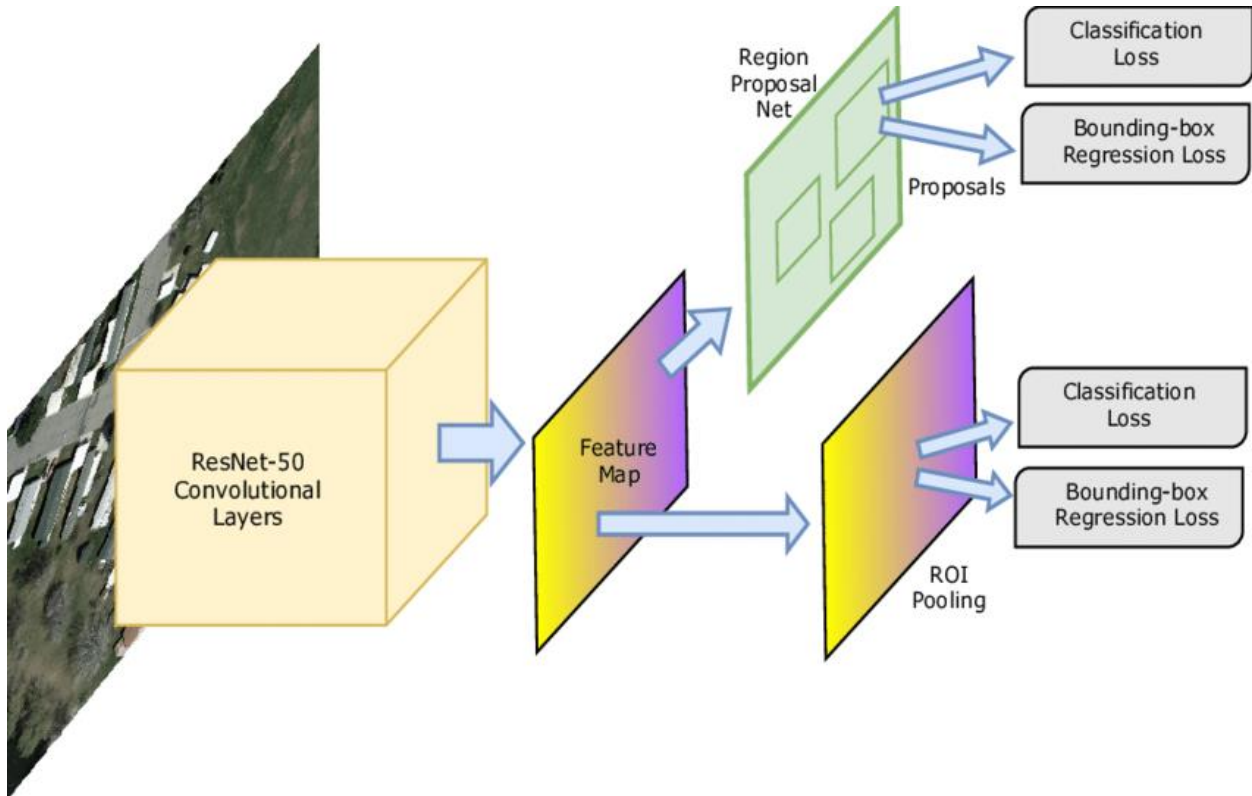 ResNet-50
Convolutional
Layers
Feature
Map
Region
Proposal
Net
Proposals
Classification
Loss
Bounding-box
Regression Loss
ROI
Pooling
Classification
Loss
Bounding-box
Regression Loss